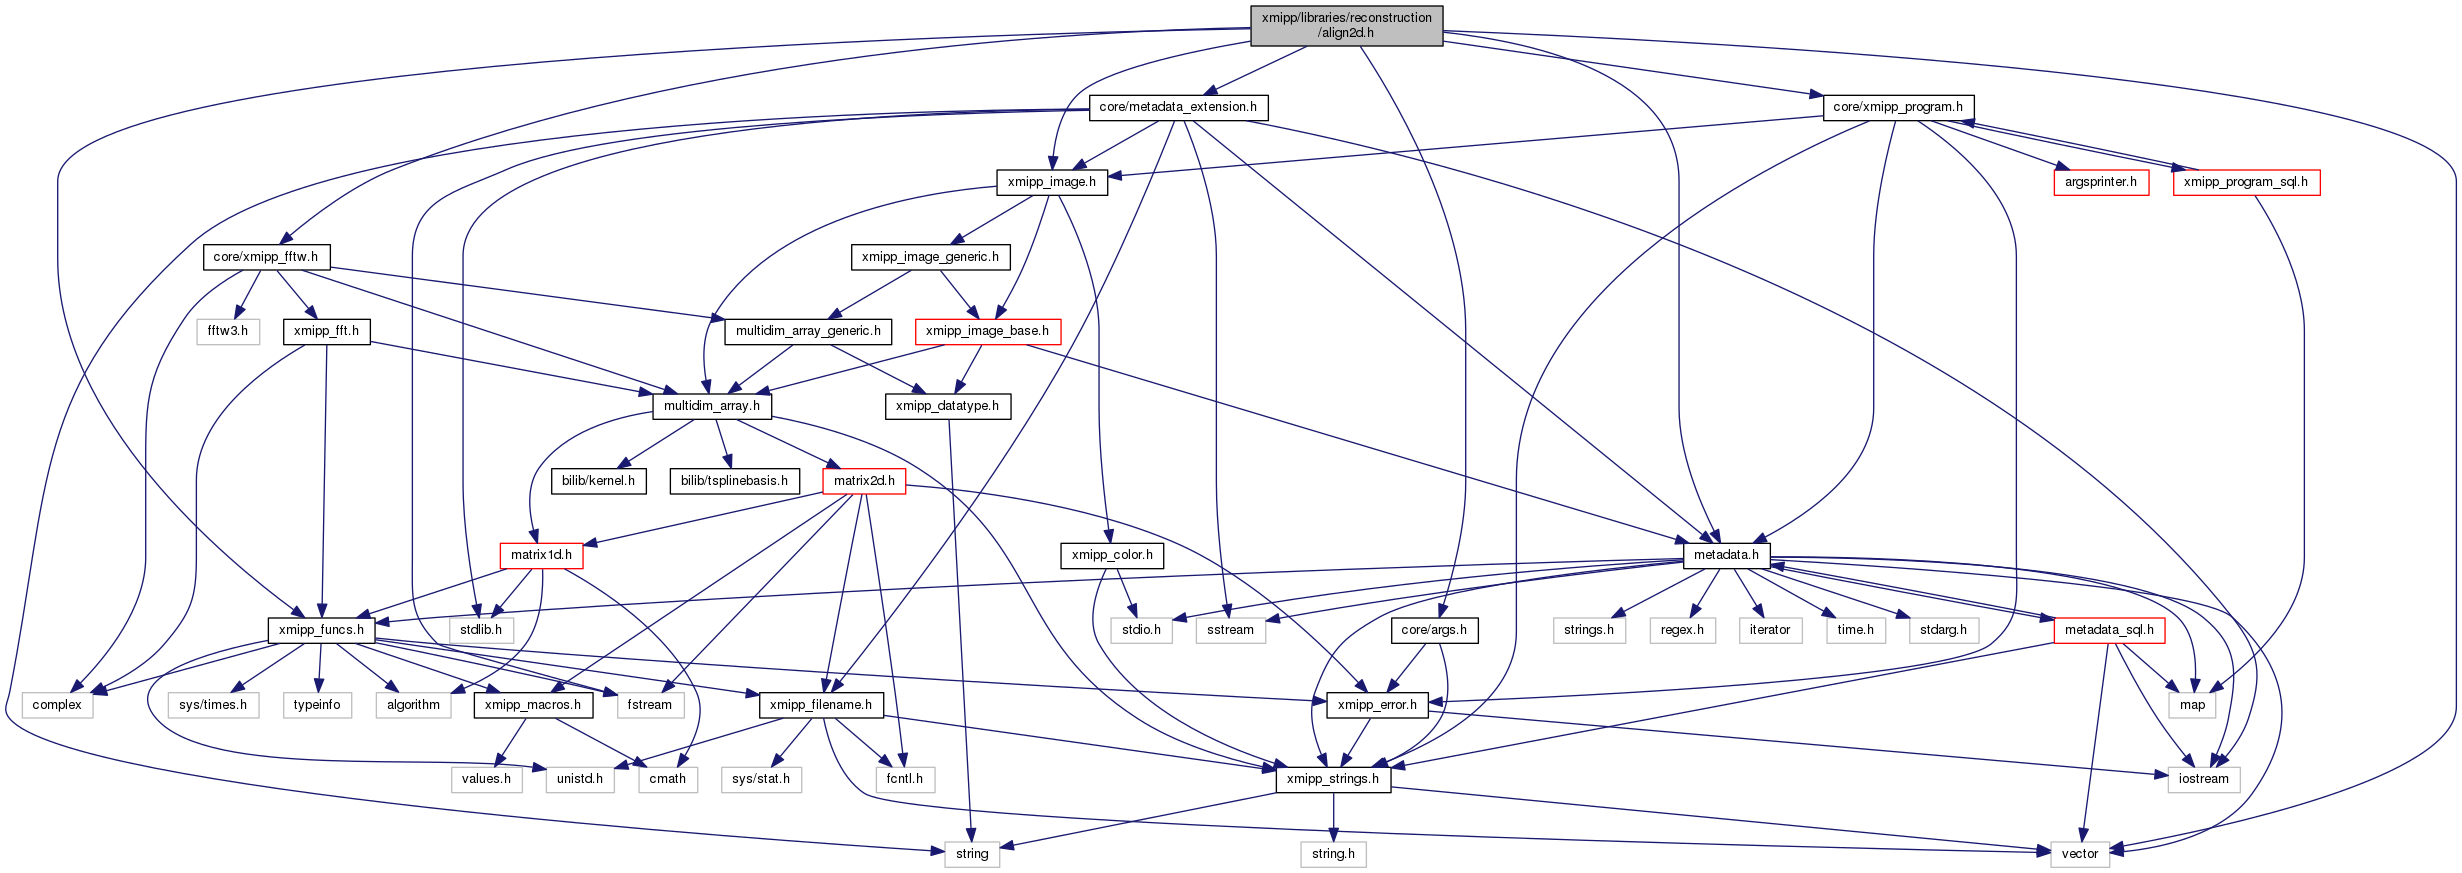 xmipp/libraries/reconstruction
/align2d.h
core/metadata_extension.h
core/xmipp_program.h
xmipp_image.h
argsprinter.h
xmipp_program_sql.h
core/xmipp_fftw.h
xmipp_image_generic.h
fftw3.h
xmipp_fft.h
multidim_array_generic.h
xmipp_image_base.h
multidim_array.h
xmipp_datatype.h
bilib/kernel.h
bilib/tsplinebasis.h
matrix2d.h
matrix1d.h
xmipp_color.h
metadata.h
xmipp_funcs.h
stdlib.h
stdio.h
sstream
core/args.h
strings.h
regex.h
iterator
time.h
stdarg.h
metadata_sql.h
complex
sys/times.h
typeinfo
algorithm
xmipp_macros.h
fstream
xmipp_filename.h
xmipp_error.h
map
values.h
unistd.h
cmath
sys/stat.h
fcntl.h
xmipp_strings.h
iostream
string
string.h
vector